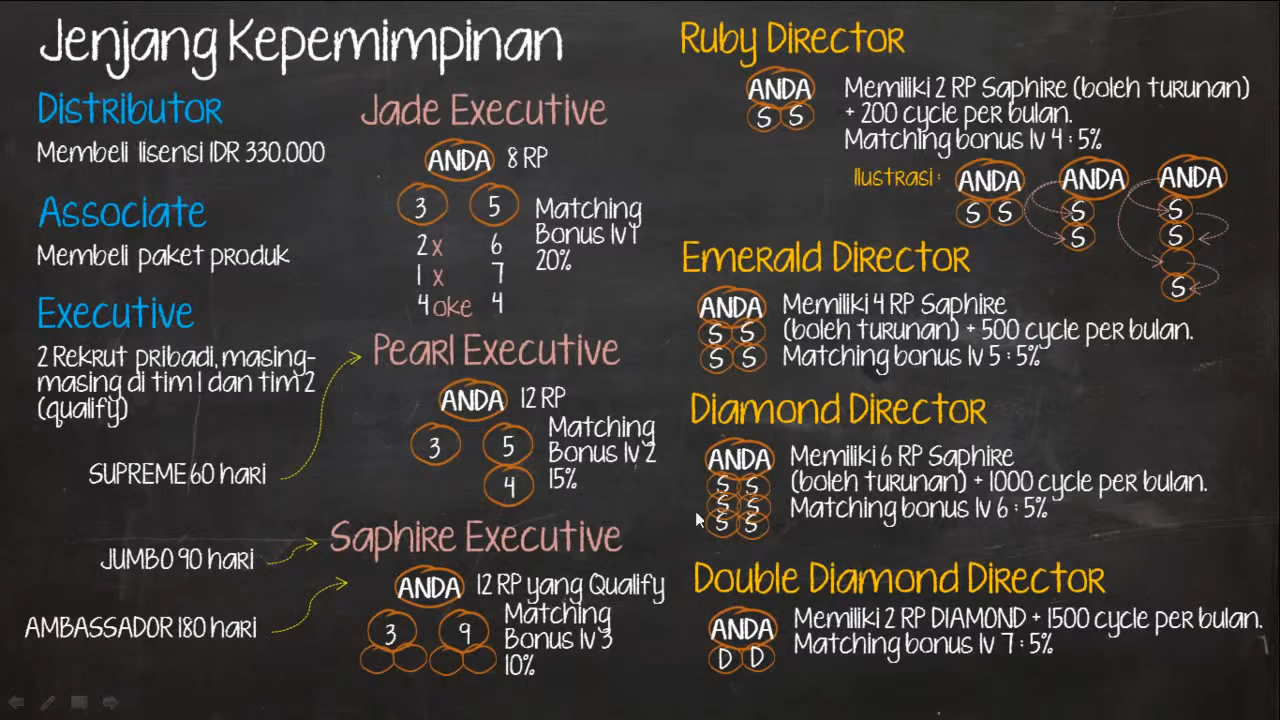 Jenjang Kepemimpinan
Distributor
Membeli lisensi IDR 330.000
Associate
Membeli paket produk
Executive
2 Rekrut pribadi, masing-
masing di tim 1 dan tim 2
(qualify)
SUPREME 60 hari
JUMBO 90 hari
AMBASSADOR 180 hari
Jade Executive
ANDA 8 RP
3 5
2 x 6
1 x 7
4 oke 4
Matching
Bonus lv 1
20%
Pearl Executive
ANDA 12 RP
3 5
4
Matching
Bonus lv 2
15%
Saphire Executive
ANDA 12 RP yang Qualify
3 9
Matching
Bonus lv 3
10%
Ruby Director
ANDA
S S
Memiliki 2 RP Saphire (boleh turunan)
+ 200 cycle per bulan.
Matching bonus lv 4 : 5%
Ilustrasi :
ANDA
S S
ANDA
S
S
ANDA
S
S
S
Emerald Director
ANDA
S S
S S
Memiliki 4 RP Saphire
(boleh turunan) + 500 cycle per bulan.
Matching bonus lv 5 : 5%
Diamond Director
ANDA
S S
S S
S S
Memiliki 6 RP Saphire
(boleh turunan) + 1000 cycle per bulan.
Matching bonus lv 6 : 5%
Double Diamond Director
ANDA
D D
Memiliki 2 RP DIAMOND + 1500 cycle per bulan.
Matching bonus lv 7 : 5%